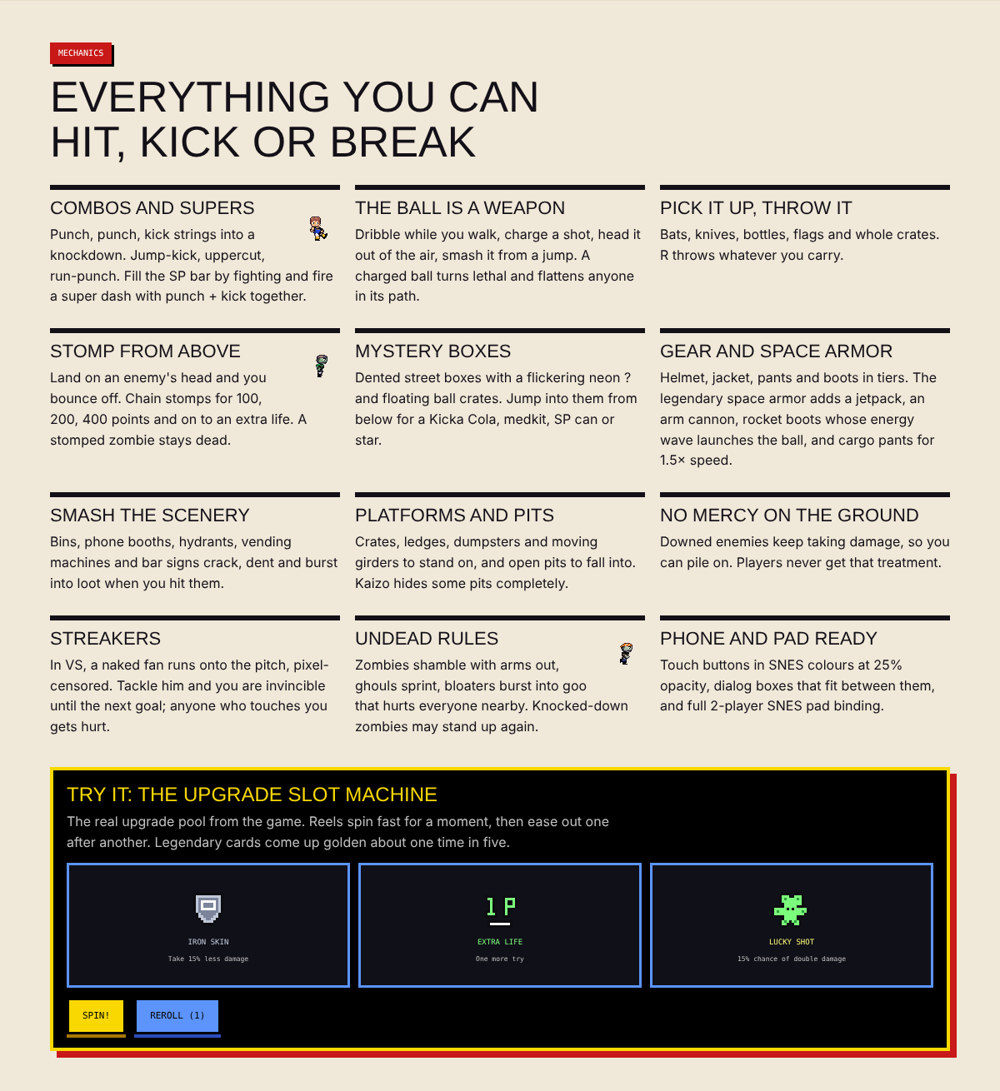 MECHANICS
EVERYTHING YOU CAN
HIT, KICK OR BREAK
COMBOS AND SUPERS
Punch, punch, kick strings into a
knockdown. Jump-kick, uppercut,
run-punch. Fill the SP bar by fighting and fire
a super dash with punch + kick together.
THE BALL IS A WEAPON
Dribble while you walk, charge a shot, head it
out of the air, smash it from a jump. A
charged ball turns lethal and flattens anyone
in its path.
PICK IT UP, THROW IT
Bats, knives, bottles, flags and whole crates.
R throws whatever you carry.
STOMP FROM ABOVE
Land on an enemy's head and you
bounce off. Chain stomps for 100,
200, 400 points and on to an extra life. A
stomped zombie stays dead.
MYSTERY BOXES
Dented street boxes with a flickering neon ?
and floating ball crates. Jump into them from
below for a Kicka Cola, medkit, SP can or
star.
GEAR AND SPACE ARMOR
Helmet, jacket, pants and boots in tiers. The
legendary space armor adds a jetpack, an
arm cannon, rocket boots whose energy
wave launches the ball, and cargo pants for
1.5× speed.
SMASH THE SCENERY
Bins, phone booths, hydrants, vending
machines and bar signs crack, dent and burst
into loot when you hit them.
PLATFORMS AND PITS
Crates, ledges, dumpsters and moving
girders to stand on, and open pits to fall into.
Kaizo hides some pits completely.
NO MERCY ON THE GROUND
Downed enemies keep taking damage, so you
can pile on. Players never get that treatment.
STREAKERS
In VS, a naked fan runs onto the pitch, pixel-
censored. Tackle him and you are invincible
until the next goal; anyone who touches you
gets hurt.
UNDEAD RULES
Zombies shamble with arms out,
ghouls sprint, bloaters burst into goo
that hurts everyone nearby. Knocked-down
zombies may stand up again.
PHONE AND PAD READY
Touch buttons in SNES colours at 25%
opacity, dialog boxes that fit between them,
and full 2-player SNES pad binding.
TRY IT: THE UPGRADE SLOT MACHINE
The real upgrade pool from the game. Reels spin fast for a moment, then ease out one
after another. Legendary cards come up golden about one time in five.
IRON SKIN
Take 15% less damage
1P
EXTRA LIFE
One more try
LUCKY SHOT
15% chance of double damage
SPIN!
REROLL (1)